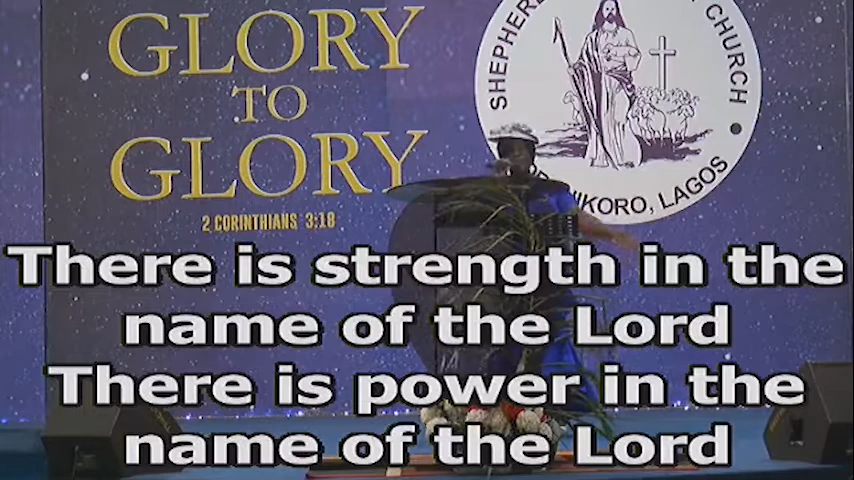 GLORY
TO
GLORY
2 CORINTHIANS 3:18
CHURCH
LAGOS
There is strength in the
name of the Lord
There is power in the
name of the Lord